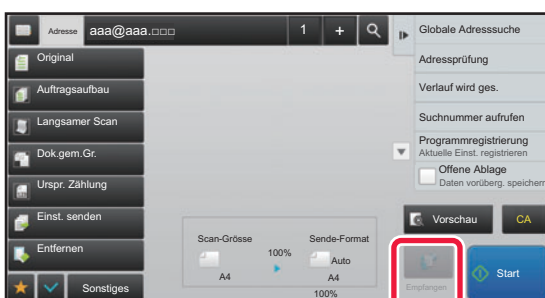 Adresse aaa@aaa.□□□ 1 +
Original
Auftragsaufbau
Langsamer Scan
Dok.gem.Gr.
Urspr. Zählung
Einst. senden
Entfernen
Sonstiges
Scan-Grösse
A4
100%
Sende-Format
Auto
A4
100%
Globale Adresssuche
Adressprüfung
Verlauf wird ges.
Suchnummer aufrufen
Programmregistrierung
Aktuelle Einst. registrieren
Offene Ablage
Daten vorüberg. speichern
Vorschau
CA
Empfangen
Start